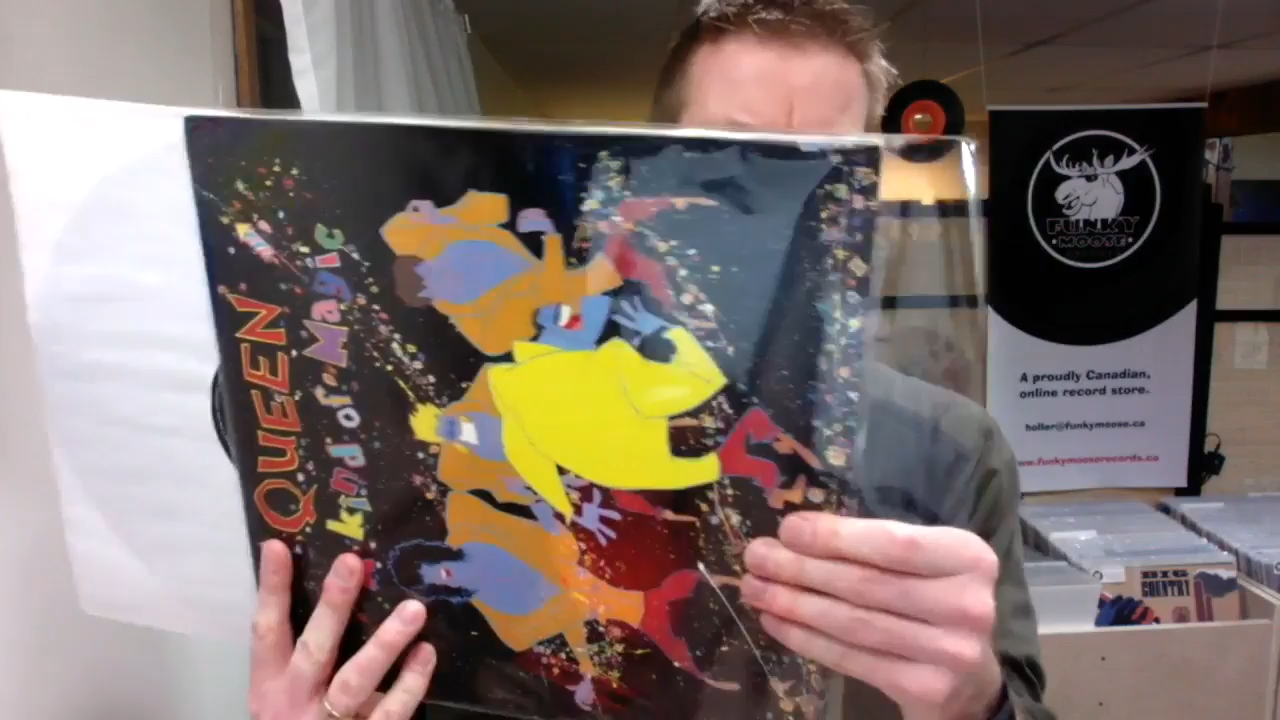 QUEEN
a kind of Magic
FUNKY
MOOSE
A proudly Canadian,
online record store.
holler@funkymoose.ca
www.funkymooserecords.ca
BIG
COUNTRY